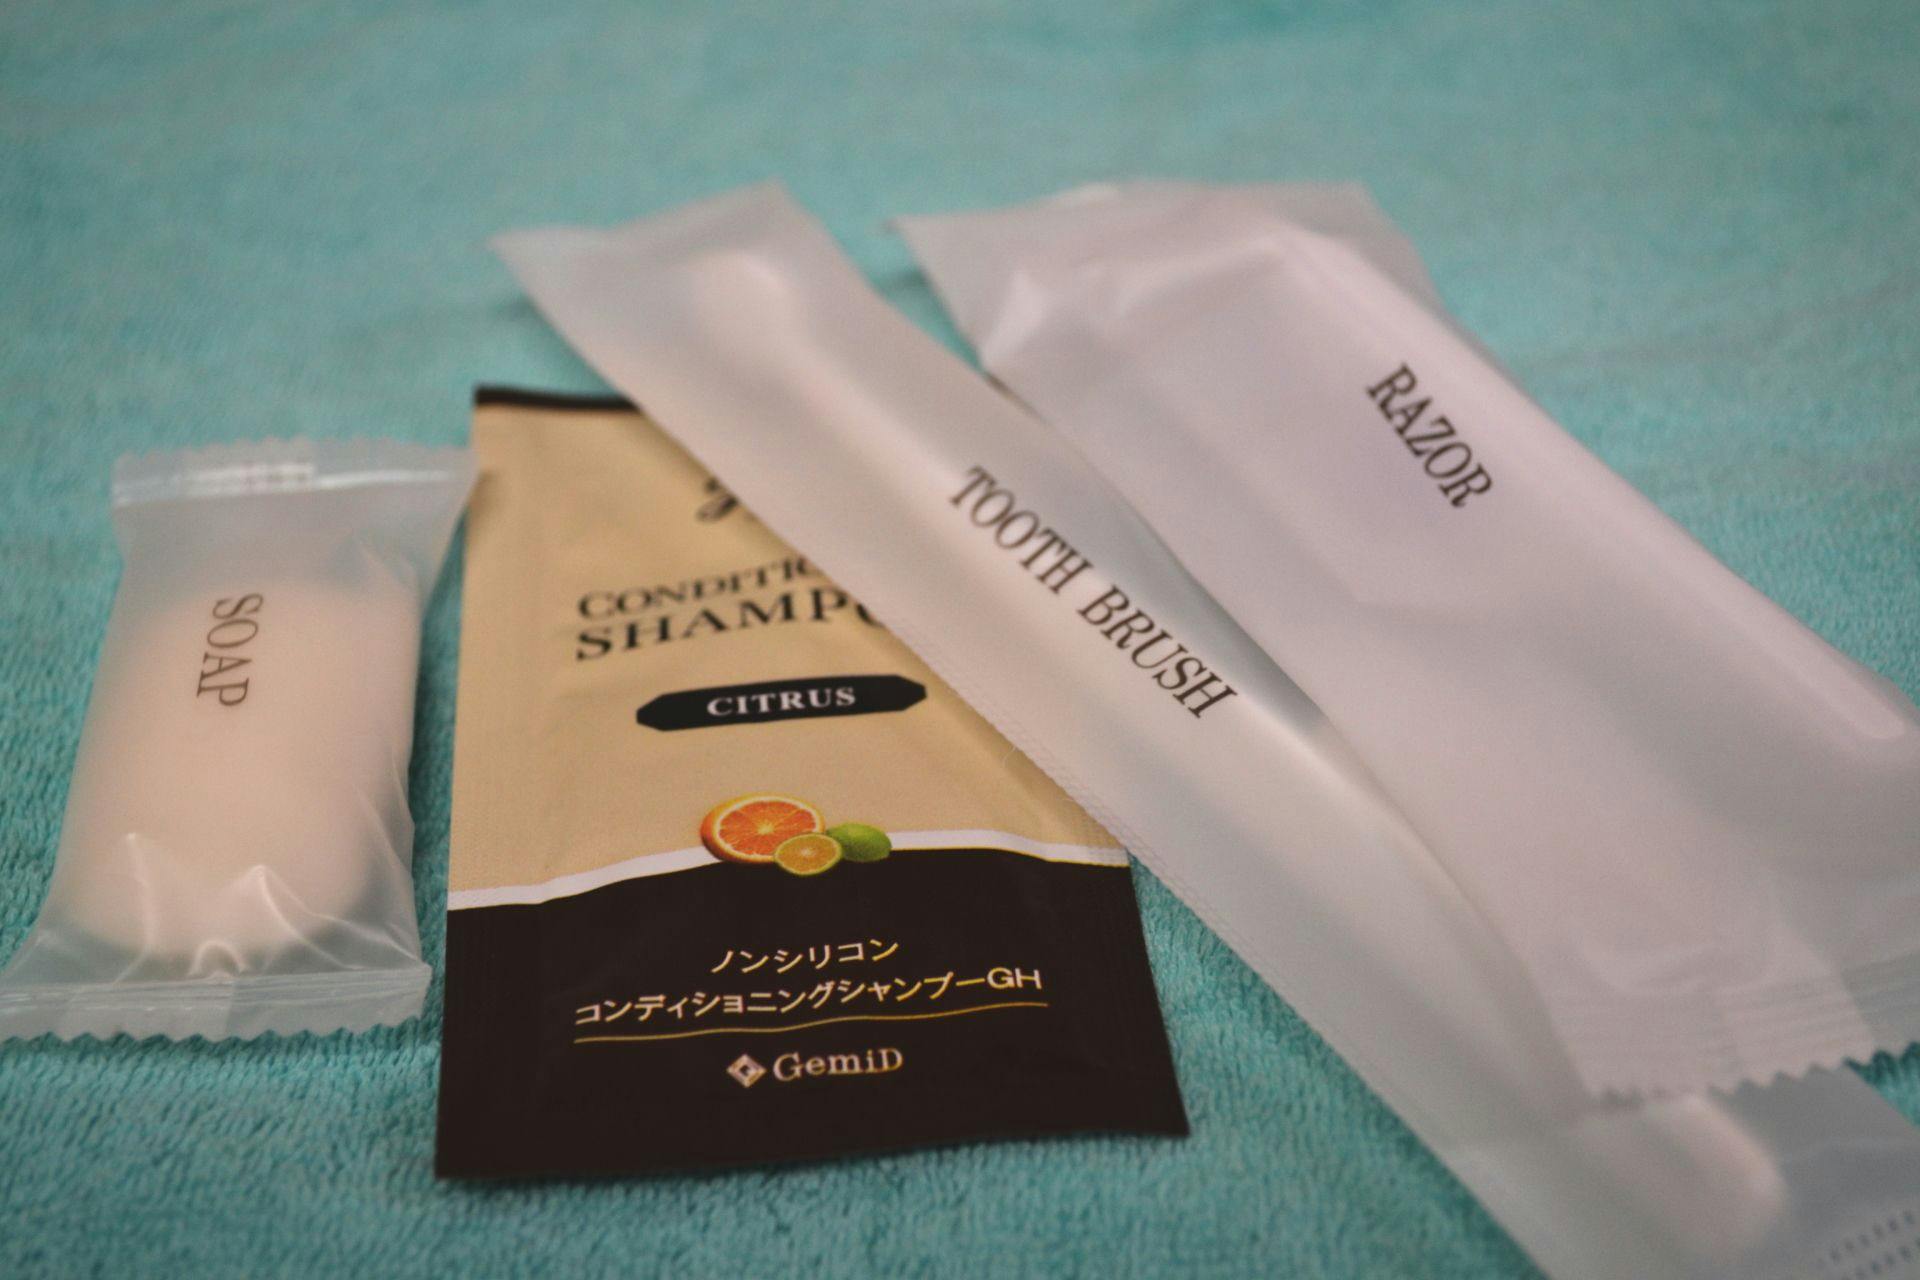 SOAP
CONDITIO
SHAMPO
CITRUS
ノンシリコン
コンディショニングシャンプーGH
GemiD
TOOTH BRUSH
RAZOR